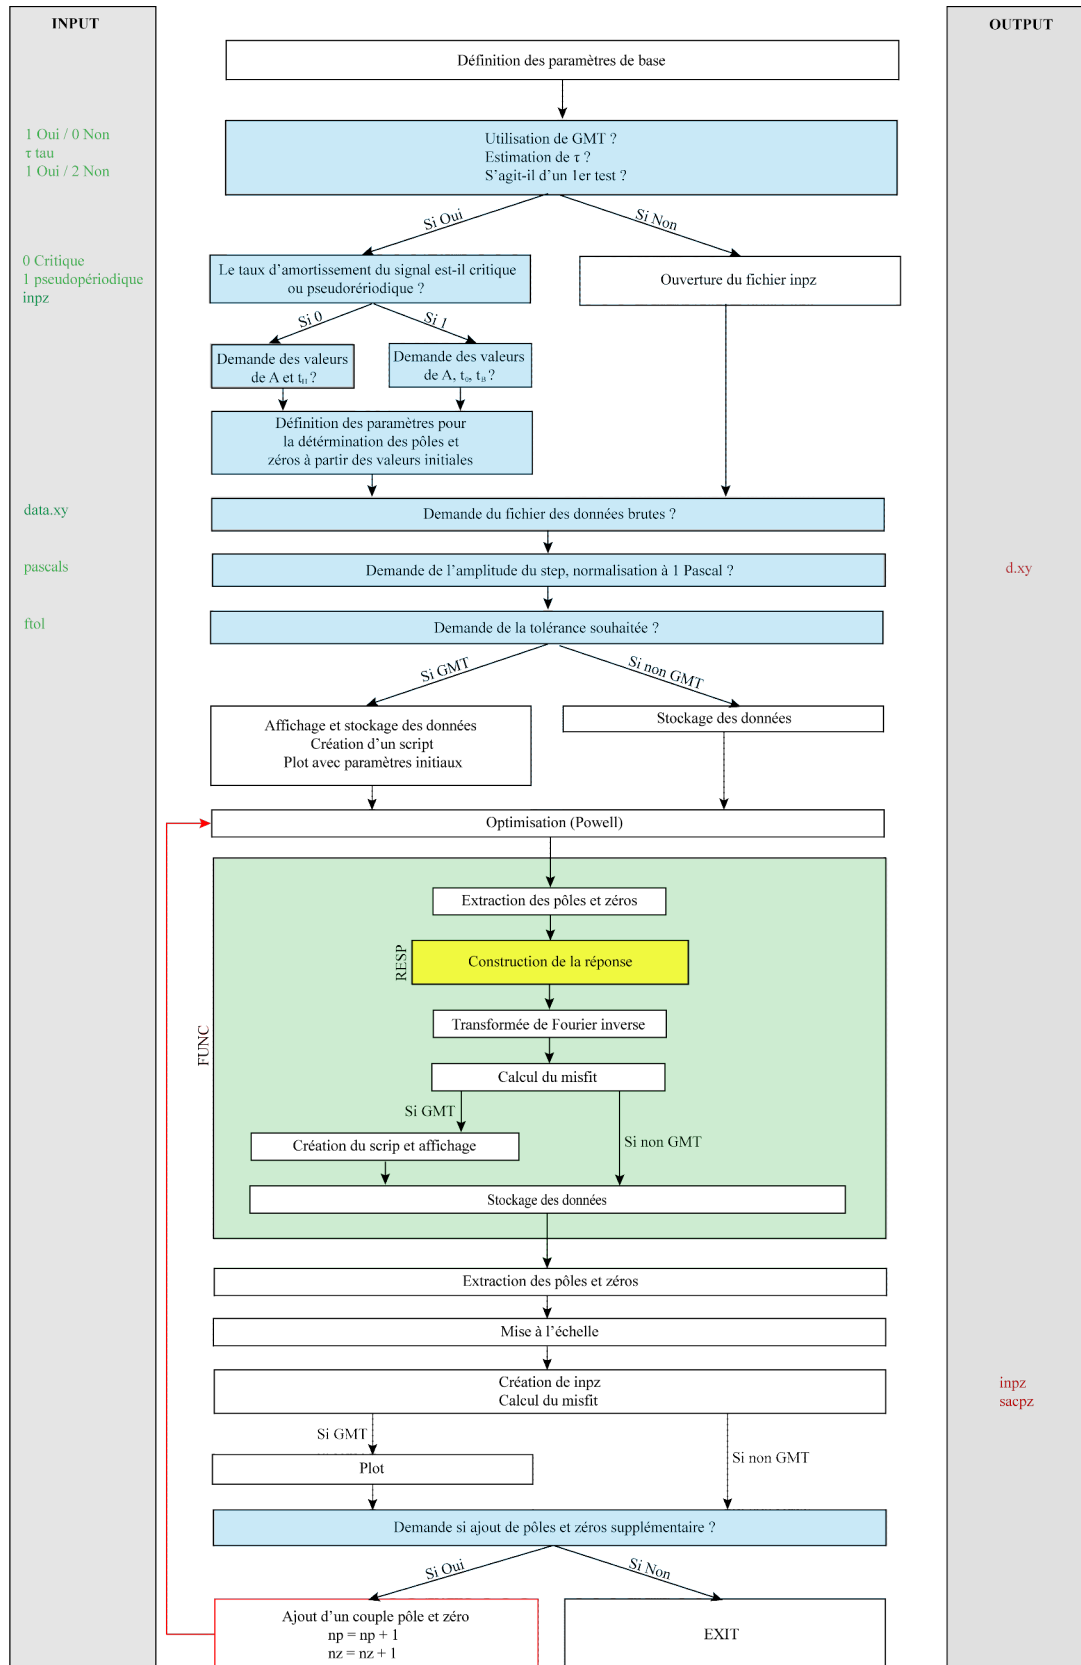 INPUT
OUTPUT
Définition des paramètres de base
1 Oui / 0 Non
τ tau
1 Oui / 2 Non
Utilisation de GMT ?
Estimation de τ ?
S'agit-il d'un 1er test ?
Si Oui
Si Non
0 Critique
1 pseudopériodique
inpz
Le taux d'amortissement du signal est-il critique
ou pseudorériodique ?
Ouverture du fichier inpz
Si 0
Si 1
Demande des valeurs
de A et tH ?
Demande des valeurs
de A, t0, tB ?
Définition des paramètres pour
la détérmination des pôles et
zéros à partir des valeurs initiales
data.xy
Demande du fichier des données brutes ?
pascals
Demande de l'amplitude du step, normalisation à 1 Pascal ?
d.xy
ftol
Demande de la tolérance souhaitée ?
Si GMT
Si non GMT
Affichage et stockage des données
Création d'un script
Plot avec paramètres initiaux
Stockage des données
Optimisation (Powell)
FUNC
Extraction des pôles et zéros
RESP
Construction de la réponse
Transformée de Fourier inverse
Calcul du misfit
Si GMT
Si non GMT
Création du scrip et affichage
Stockage des données
Extraction des pôles et zéros
Mise à l'échelle
Création de inpz
Calcul du misfit
inpz
sacpz
Si GMT
Si non GMT
Plot
Demande si ajout de pôles et zéros supplémentaire ?
Si Oui
Si Non
Ajout d'un couple pôle et zéro
np = np + 1
nz = nz + 1
EXIT